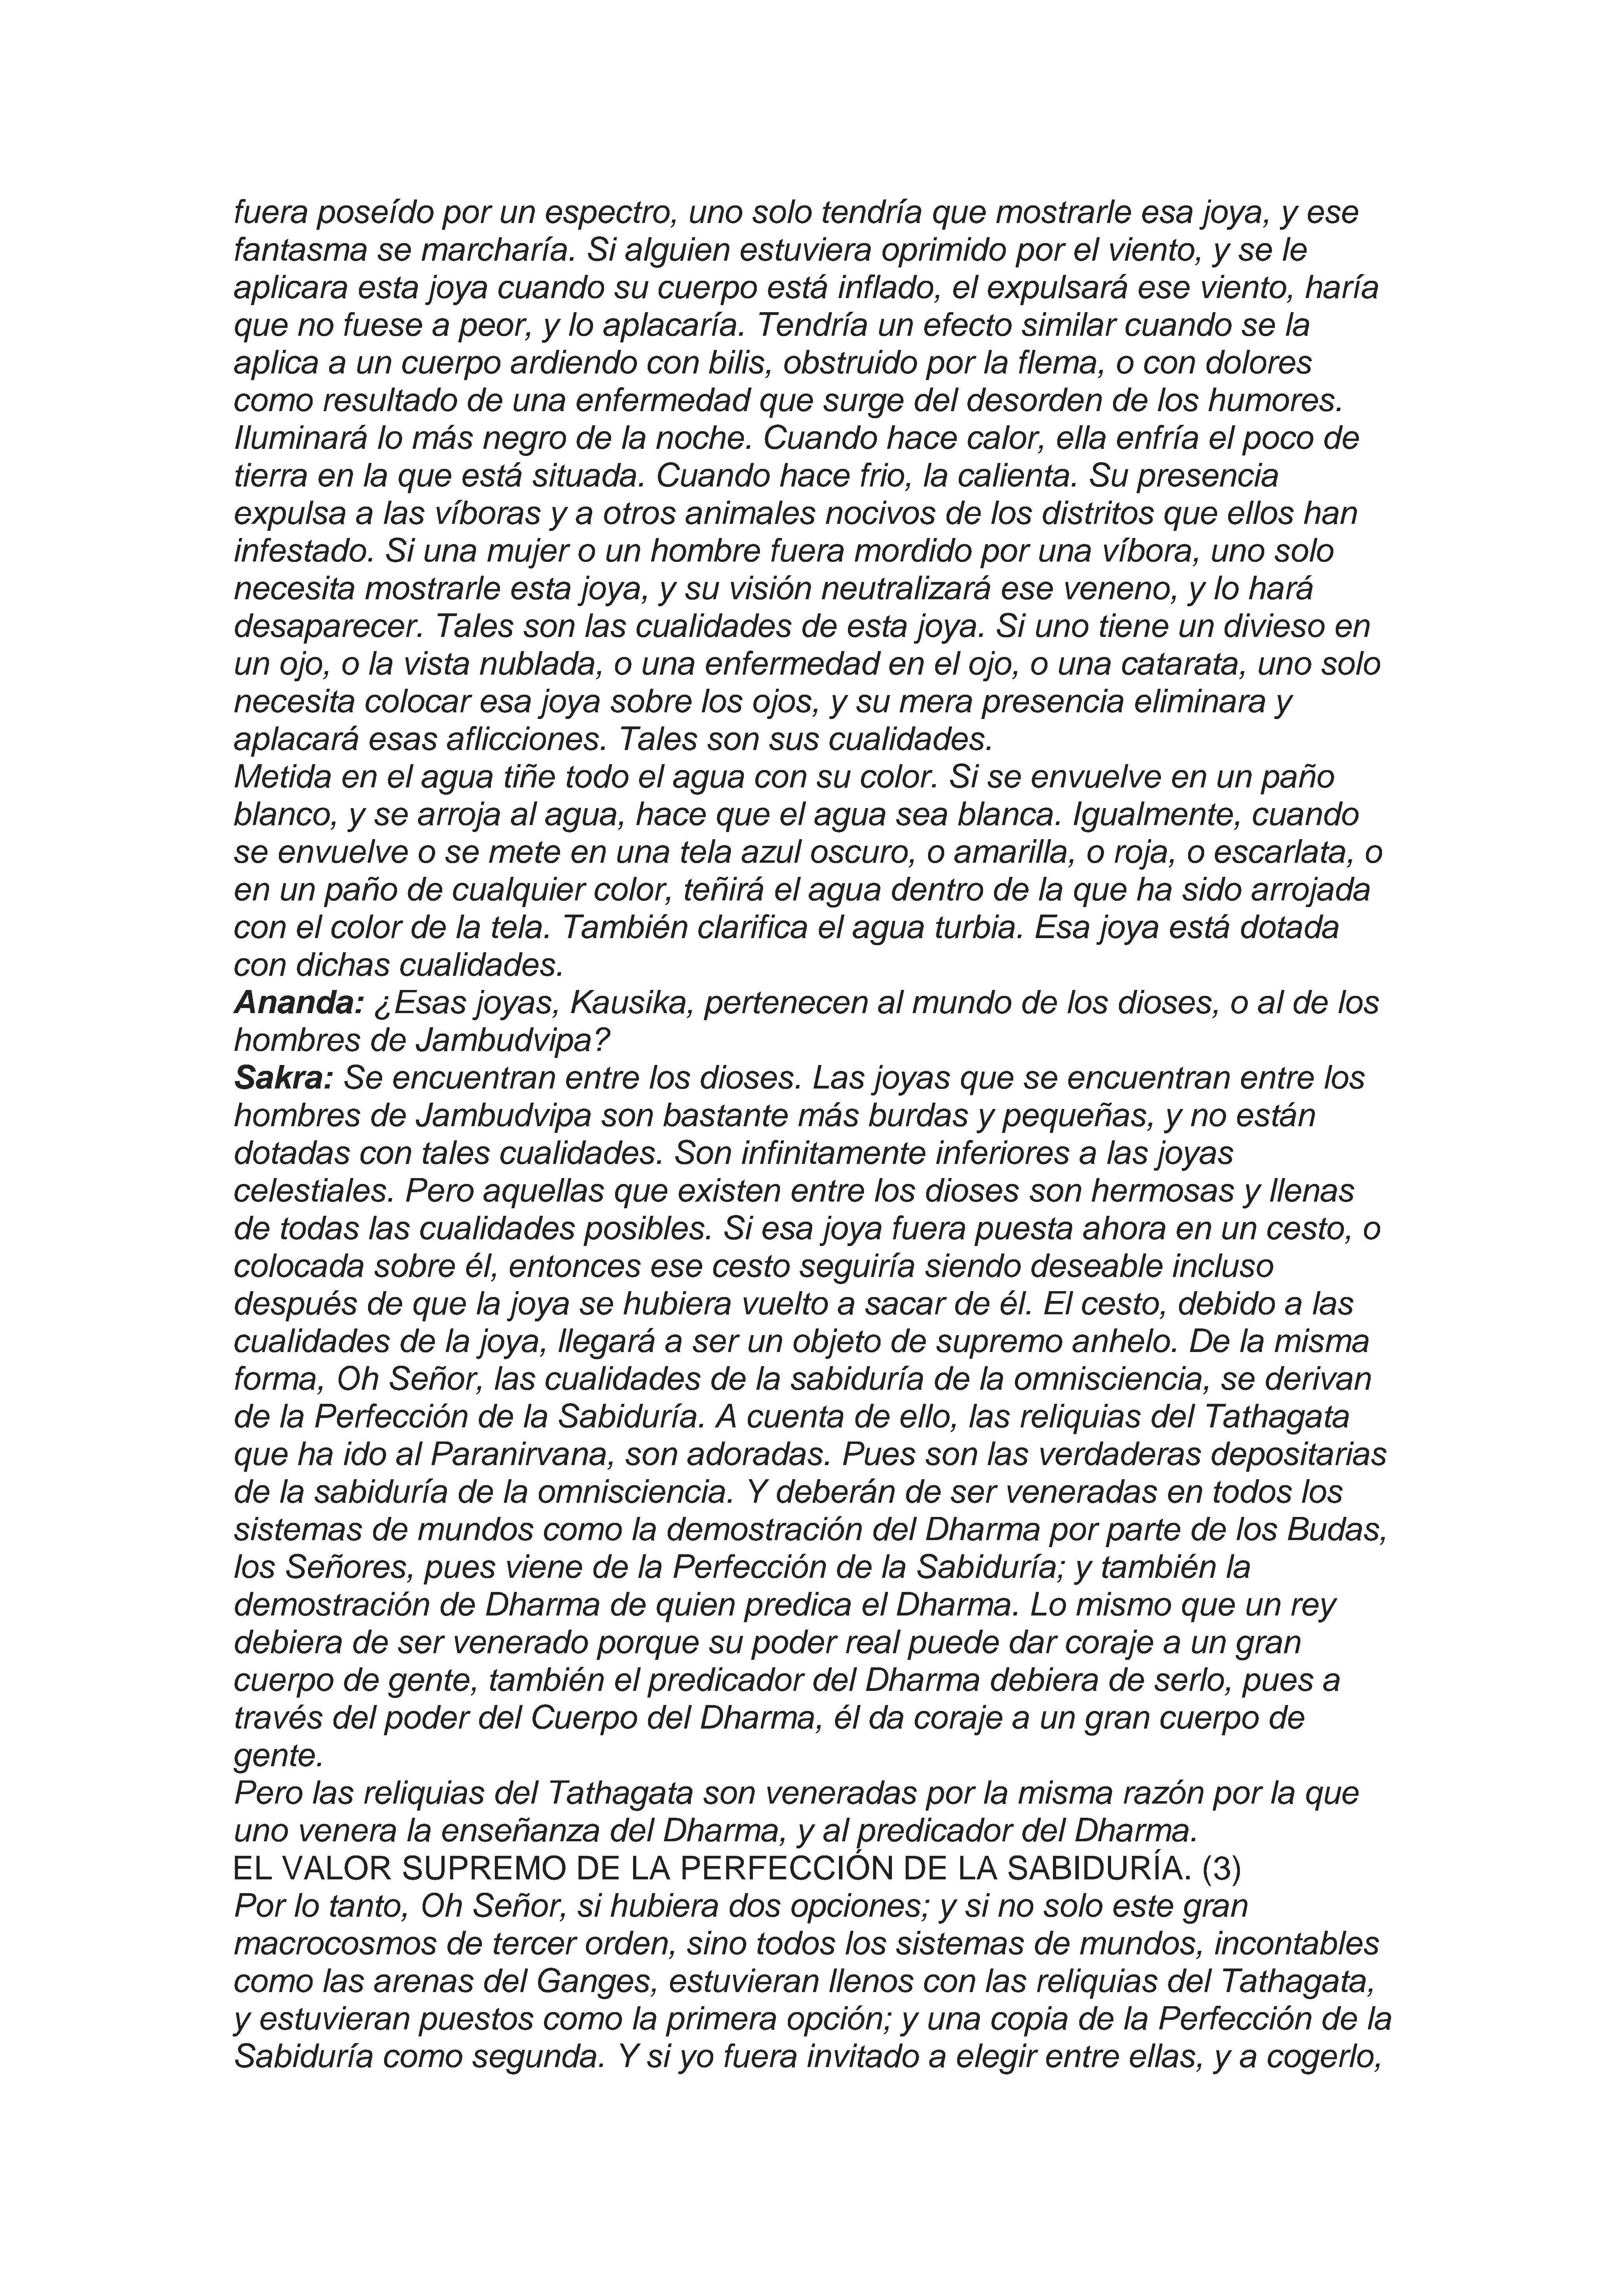 fuera poseído por un espectro, uno solo tendría que mostrarle esa joya, y ese
fantasma se marcharía. Si alguien estuviera oprimido por el viento, y se le
aplicara esta joya cuando su cuerpo está inflado, el expulsará ese viento, haría
que no fuese a peor, y lo aplacaría. Tendría un efecto similar cuando se la
aplica a un cuerpo ardiendo con bilis, obstruido por la flema, o con dolores
como resultado de una enfermedad que surge del desorden de los humores.
Iluminará lo más negro de la noche. Cuando hace calor, ella enfría el poco de
tierra en la que está situada. Cuando hace frio, la calienta. Su presencia
expulsa a las víboras y a otros animales nocivos de los distritos que ellos han
infestado. Si una mujer o un hombre fuera mordido por una víbora, uno solo
necesita mostrarle esta joya, y su visión neutralizará ese veneno, y lo hará
desaparecer. Tales son las cualidades de esta joya. Si uno tiene un divieso en
un ojo, o la vista nublada, o una enfermedad en el ojo, o una catarata, uno solo
necesita colocar esa joya sobre los ojos, y su mera presencia eliminara y
aplacará esas aflicciones. Tales son sus cualidades.
Metida en el agua tiñe todo el agua con su color. Si se envuelve en un paño
blanco, y se arroja al agua, hace que el agua sea blanca. Igualmente, cuando
se envuelve o se mete en una tela azul oscuro, o amarilla, o roja, o escarlata, o
en un paño de cualquier color, teñirá el agua dentro de la que ha sido arrojada
con el color de la tela. También clarifica el agua turbia. Esa joya está dotada
con dichas cualidades.
Ananda: ¿Esas joyas, Kausika, pertenecen al mundo de los dioses, o al de los
hombres de Jambudvipa?
Sakra: Se encuentran entre los dioses. Las joyas que se encuentran entre los
hombres de Jambudvipa son bastante más burdas y pequeñas, y no están
dotadas con tales cualidades. Son infinitamente inferiores a las joyas
celestiales. Pero aquellas que existen entre los dioses son hermosas y llenas
de todas las cualidades posibles. Si esa joya fuera puesta ahora en un cesto, o
colocada sobre él, entonces ese cesto seguiría siendo deseable incluso
después de que la joya se hubiera vuelto a sacar de él. El cesto, debido a las
cualidades de la joya, llegará a ser un objeto de supremo anhelo. De la misma
forma, Oh Señor, las cualidades de la sabiduría de la omnisciencia, se derivan
de la Perfección de la Sabiduría. A cuenta de ello, las reliquias del Tathagata
que ha ido al Paranirvana, son adoradas. Pues son las verdaderas depositarias
de la sabiduría de la omnisciencia. Y deberán de ser veneradas en todos los
sistemas de mundos como la demostración del Dharma por parte de los Budas,
los Señores, pues viene de la Perfección de la Sabiduría; y también la
demostración de Dharma de quien predica el Dharma. Lo mismo que un rey
debiera de ser venerado porque su poder real puede dar coraje a un gran
cuerpo de gente, también el predicador del Dharma debiera de serlo, pues a
través del poder del Cuerpo del Dharma, él da coraje a un gran cuerpo de
gente.
Pero las reliquias del Tathagata son veneradas por la misma razón por la que
uno venera la enseñanza del Dharma, y al predicador del Dharma.
EL VALOR SUPREMO DE LA PERFECCIÓN DE LA SABIDURÍA. (3)
Por lo tanto, Oh Señor, si hubiera dos opciones; y si no solo este gran
macrocosmos de tercer orden, sino todos los sistemas de mundos, incontables
como las arenas del Ganges, estuvieran llenos con las reliquias del Tathagata,
y estuvieran puestos como la primera opción; y una copia de la Perfección de la
Sabiduría como segunda. Y si yo fuera invitado a elegir entre ellas, y a cogerlo,